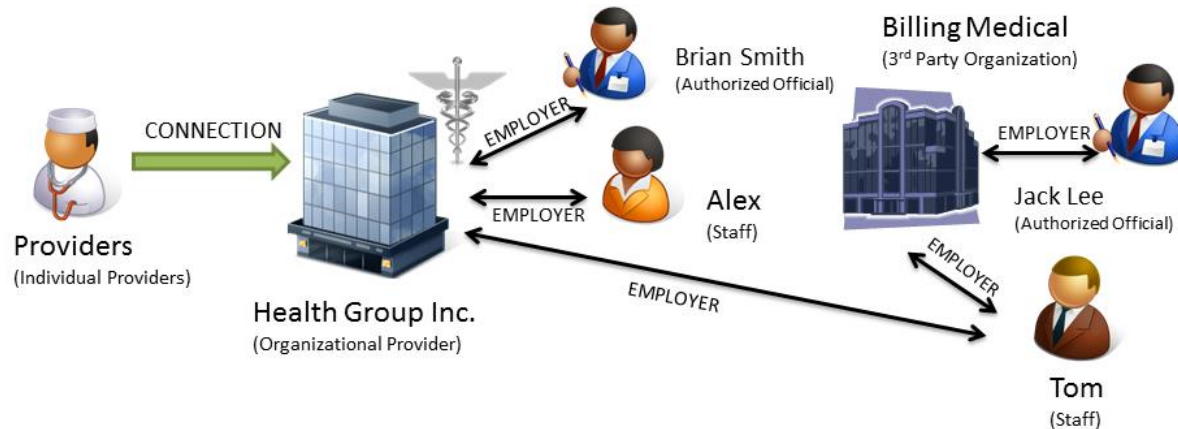 CONNECTION
Providers
(Individual Providers)
Health Group Inc.
(Organizational Provider)
EMPLOYER
Brian Smith
(Authorized Official)
EMPLOYER
Alex
(Staff)
EMPLOYER
Billing Medical
(3rd Party Organization)
EMPLOYER
Jack Lee
(Authorized Official)
EMPLOYER
Tom
(Staff)